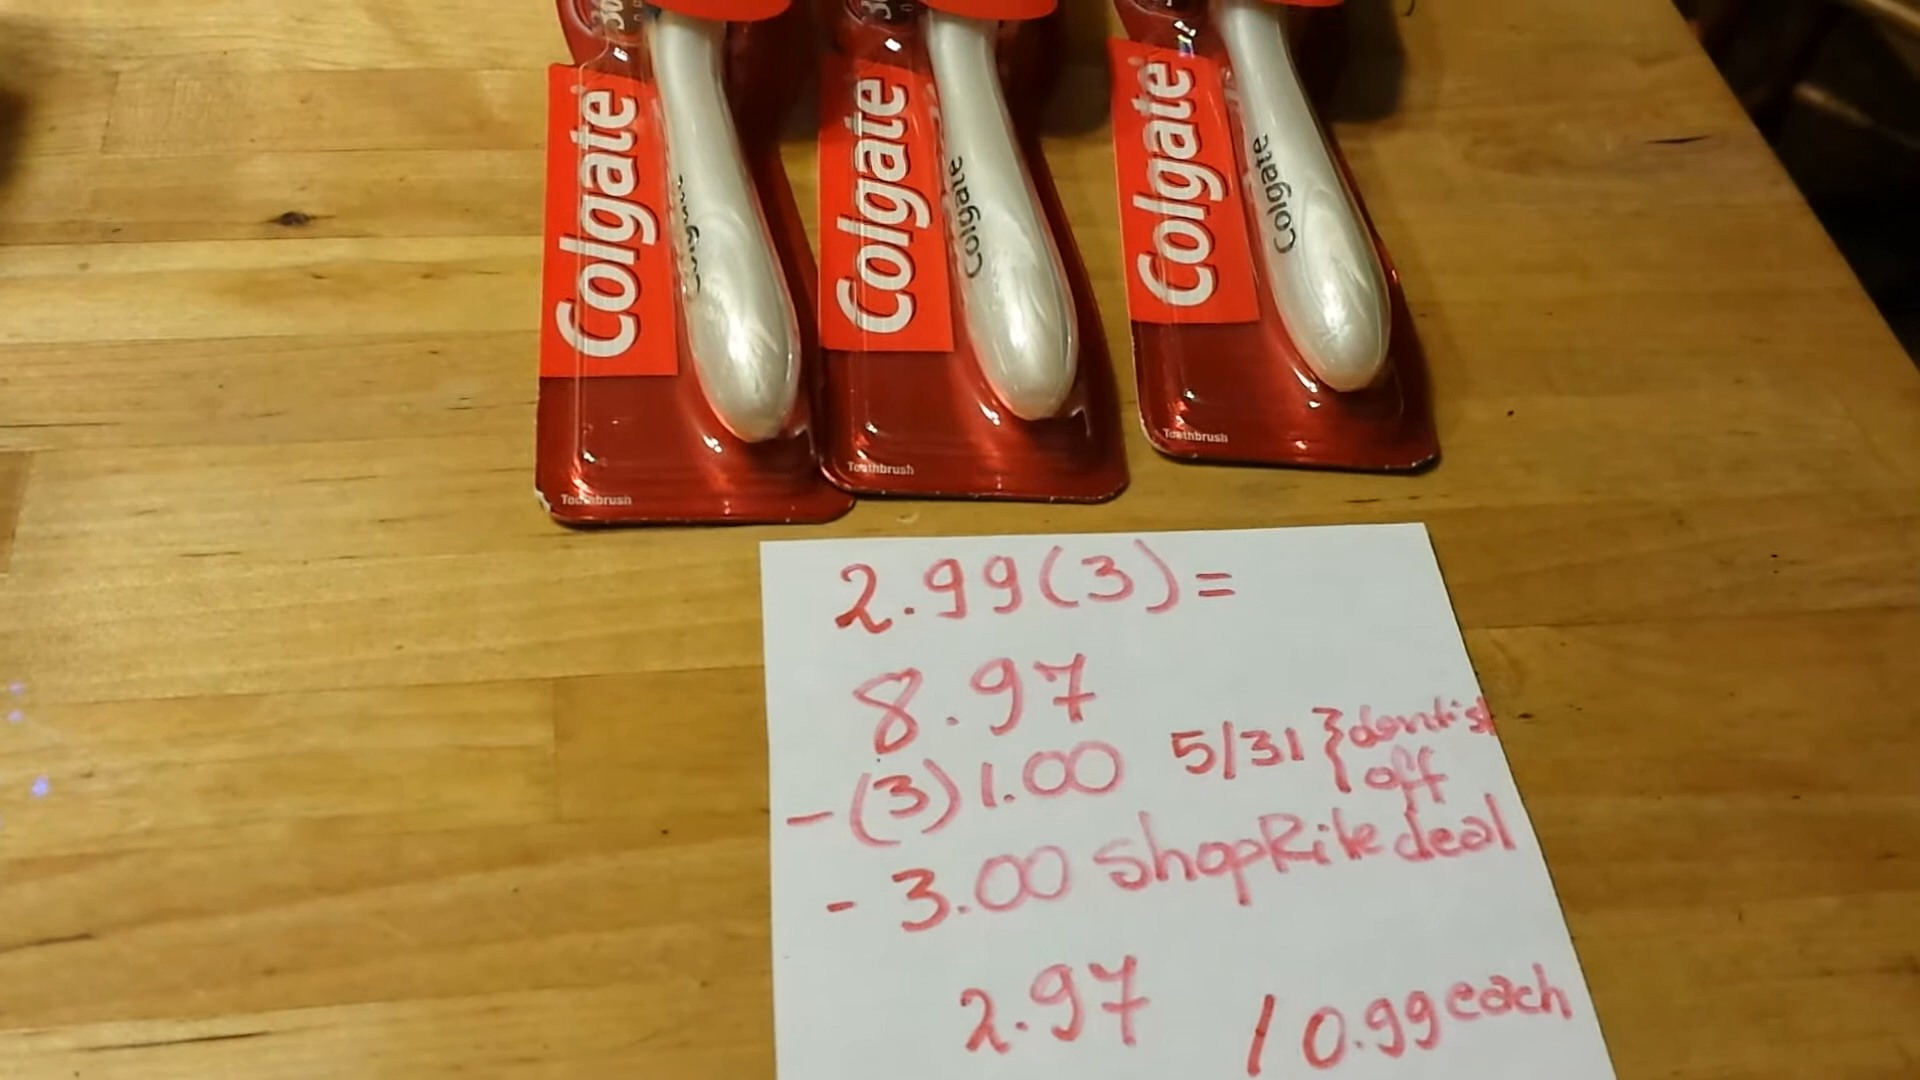 Colgate
Colgate
Colgate
Colgate
Colgate
Toothbrush
Toothbrush
Toothbrush
2.99(3)=
8.97
-(3)1.00 5/31 } dentist
off
- 3.00 ShopRite deal
2.97 / 0.99 each